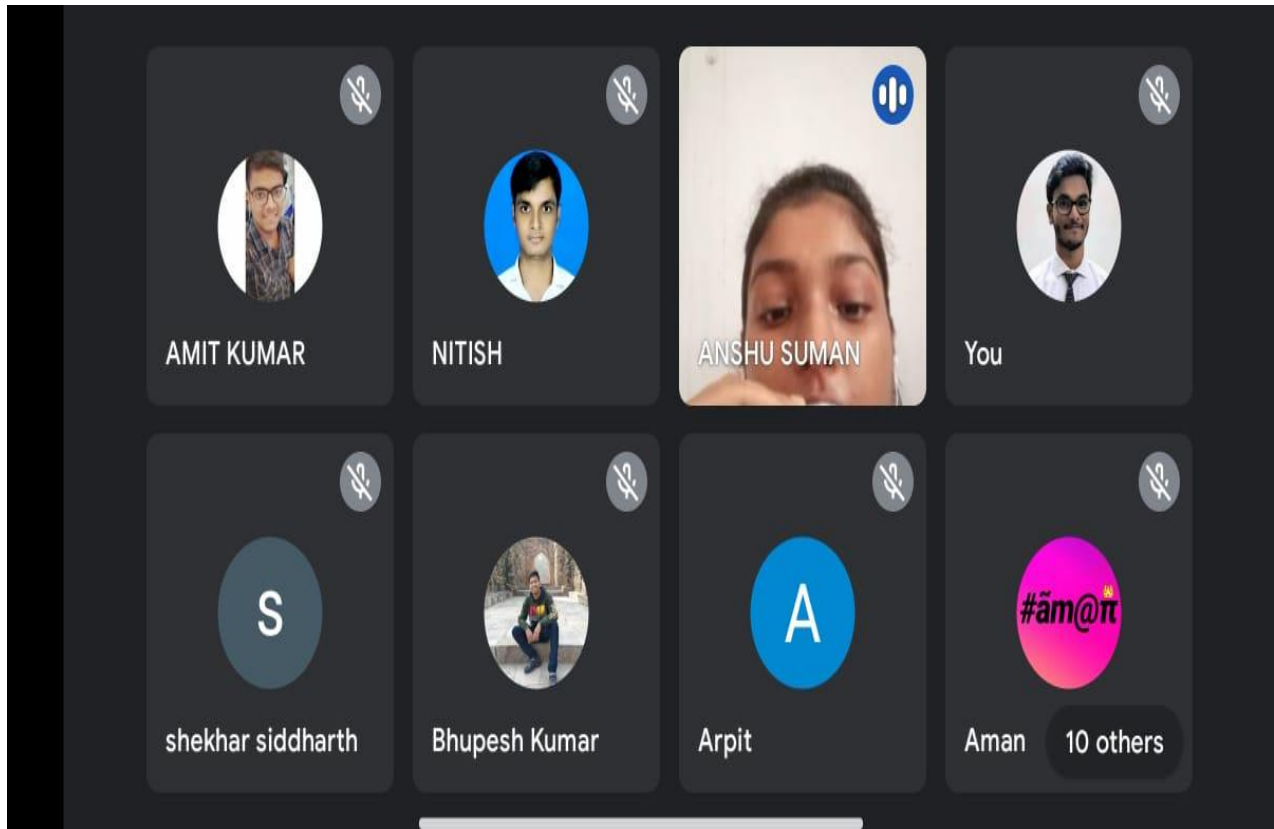 AMIT KUMAR
NITISH
ANSHU SUMAN
You
S
shekhar siddharth
Bhupesh Kumar
A
Arpit
#ãm@π
Aman
10 others